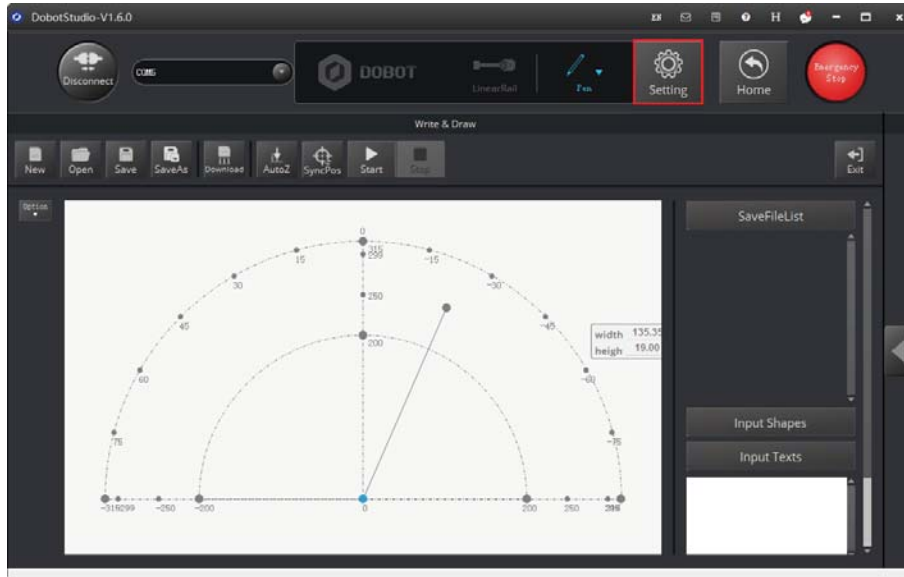 DobotStudio-V1.6.0
EN
H
Disconnect
COM5
DOBOT
LinearRail
Pen
Setting
Home
Emergency
Stop
Write & Draw
New
Open
Save
SaveAs
Download
AutoZ
SyncPos
Start
Stop
Exit
Option
SaveFileList
0
315
299
15
-15
30
-30
250
45
-45
width 135.35
200
heigh 19.00
60
-60
Input Shapes
75
-75
Input Texts
-315299
-250
-200
0
200
250